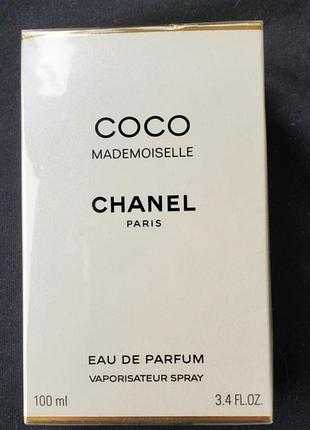 COCO
MADEMOISELLE
CHANEL
PARIS
EAU DE PARFUM
VAPORISATEUR SPRAY
100 ml 3.4 FL.OZ.